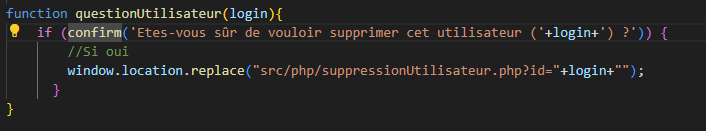 function questionUtilisateur(login){
if (confirm('Etes-vous sûr de vouloir supprimer cet utilisateur ('+login+') ?')) {
//Si oui
window.location.replace("src/php/suppressionUtilisateur.php?id="+login+"");
}
}